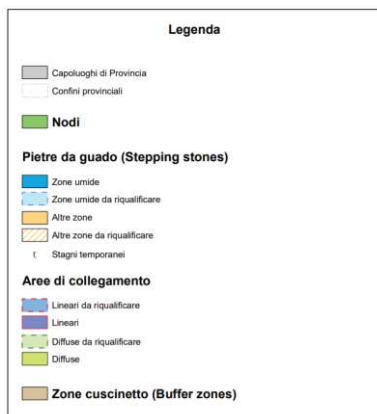 Legenda
Capoluoghi di Provincia
Confini provinciali
Nodi
Pietre da guado (Stepping stones)
Zone umide
Zone umide da riqualificare
Altre zone
Altre zone da riqualificare
Stagni temporanei
Aree di collegamento
Lineari da riqualificare
Lineari
Diffuse da riqualificare
Diffuse
Zone cuscinetto (Buffer zones)